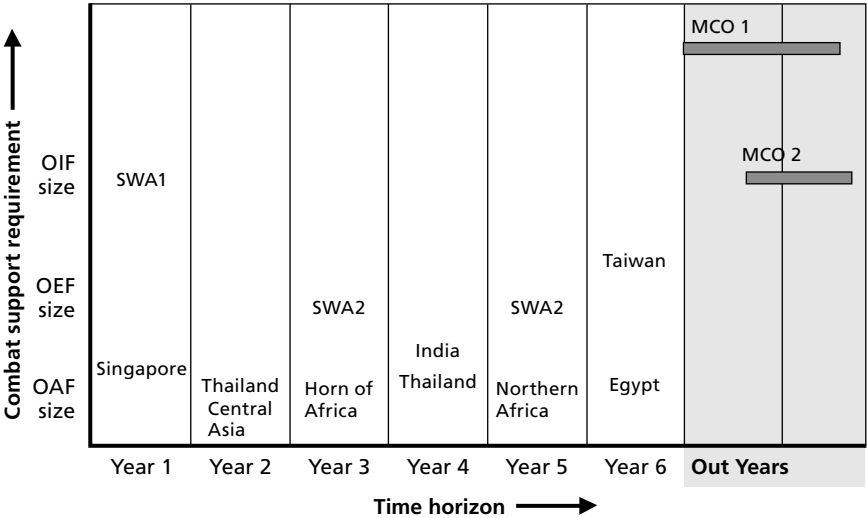 Combat support requirement
OIF
size
OEF
size
OAF
size
MCO 1
MCO 2
SWA1
Singapore
Thailand
Central
Asia
SWA2
Horn of
Africa
India
Thailand
SWA2
Northern
Africa
Taiwan
Egypt
Year 1
Year 2
Year 3
Year 4
Year 5
Year 6
Out Years
Time horizon